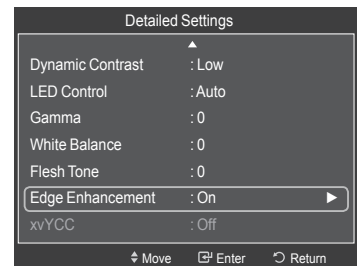 Detailed Settings
Dynamic Contrast : Low
LED Control : Auto
Gamma : 0
White Balance : 0
Flesh Tone : 0
Edge Enhancement : On
xvYCC : Off
Move Enter Return